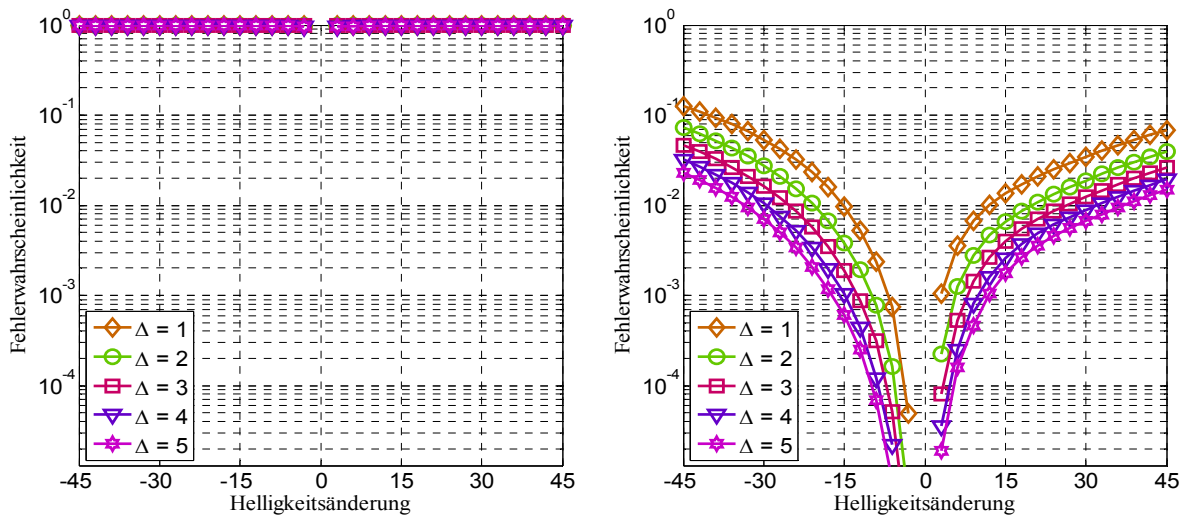 10^0
10^-1
10^-2
10^-3
10^-4
Fehlerwahrscheinlichkeit
Δ = 1
Δ = 2
Δ = 3
Δ = 4
Δ = 5
-45 -30 -15 0 15 30 45
Helligkeitsänderung
10^0
10^-1
10^-2
10^-3
10^-4
Fehlerwahrscheinlichkeit
Δ = 1
Δ = 2
Δ = 3
Δ = 4
Δ = 5
-45 -30 -15 0 15 30 45
Helligkeitsänderung